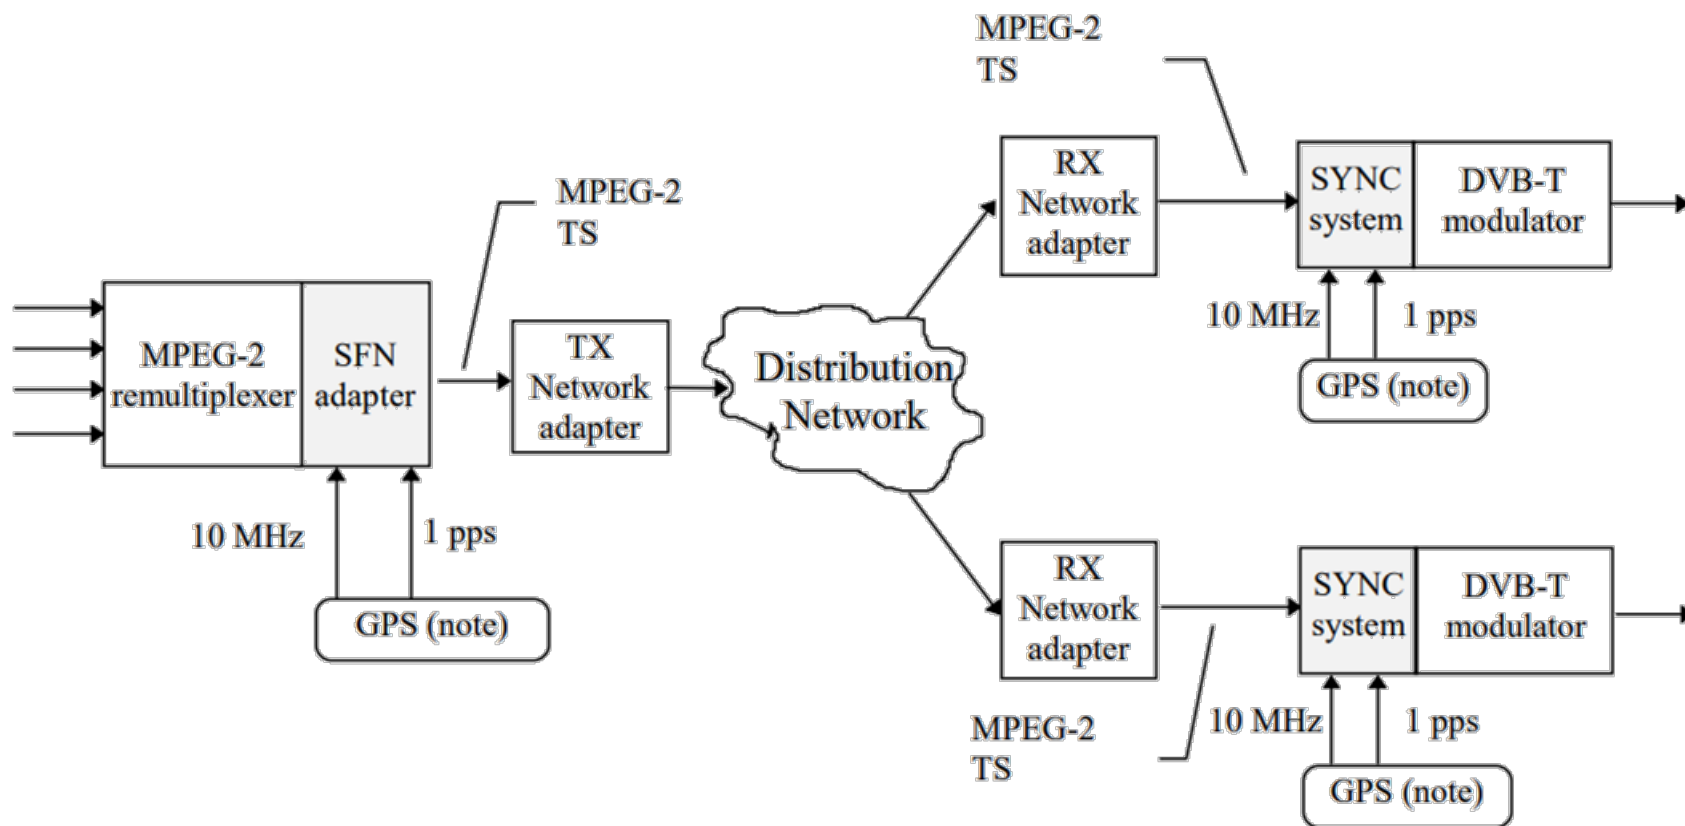 MPEG-2
TS
MPEG-2
TS
MPEG-2
remultiplexer
SFN
adapter
10 MHz
1 pps
GPS (note)
TX
Network
adapter
Distribution
Network
RX
Network
adapter
SYNC
system
DVB-T
modulator
10 MHz
1 pps
GPS (note)
RX
Network
adapter
MPEG-2
TS
SYNC
system
DVB-T
modulator
10 MHz
1 pps
GPS (note)